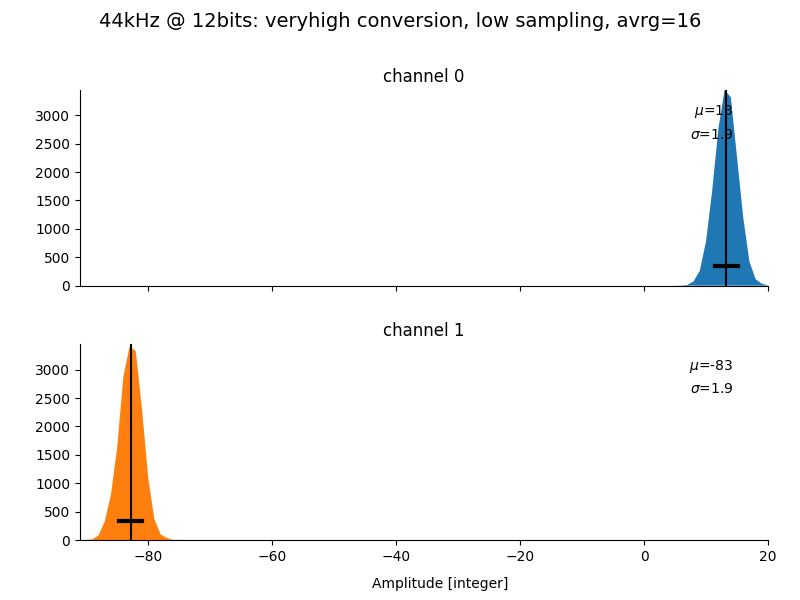 44kHz @ 12bits: veryhigh conversion, low sampling, avrg=16
channel 0
3000
2500
2000
1500
1000
500
0
μ=13
σ=1.9
channel 1
3000
2500
2000
1500
1000
500
0
μ=-83
σ=1.9
−80
−60
−40
−20
0
20
Amplitude [integer]